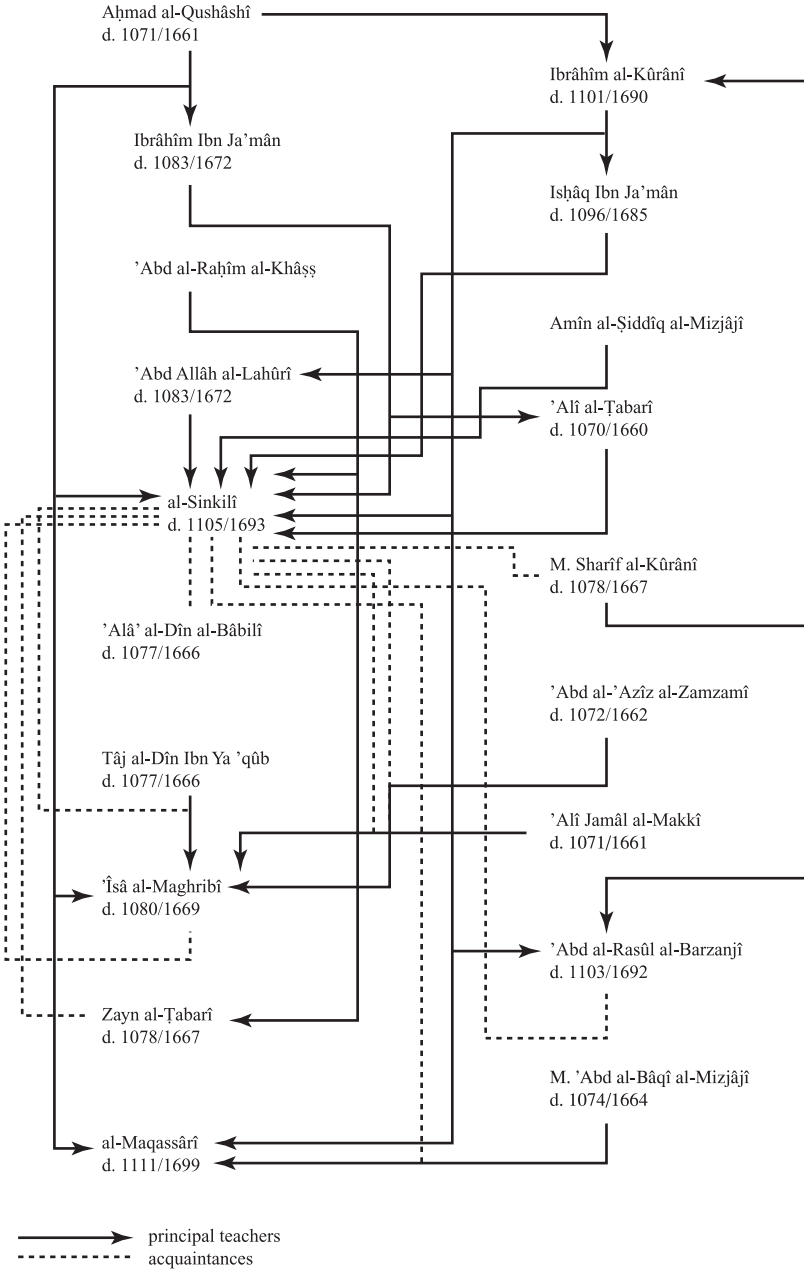 Aḥmad al-Qushâshî
d. 1071/1661
Ibrâhîm al-Kûrânî
d. 1101/1690
Ibrâhîm Ibn Ja’mân
d. 1083/1672
Isḥâq Ibn Ja’mân
d. 1096/1685
’Abd al-Raḥîm al-Khâṣṣ
Amîn al-Ṣiddîq al-Mizjâjî
’Abd Allâh al-Lahûrî
d. 1083/1672
’Alî al-Ṭabarî
d. 1070/1660
al-Sinkilî
d. 1105/1693
M. Sharîf al-Kûrânî
d. 1078/1667
’Alâ’ al-Dîn al-Bâbilî
d. 1077/1666
’Abd al-’Azîz al-Zamzamî
d. 1072/1662
Tâj al-Dîn Ibn Ya ’qûb
d. 1077/1666
’Alî Jamâl al-Makkî
d. 1071/1661
’Îsâ al-Maghribî
d. 1080/1669
’Abd al-Rasûl al-Barzanjî
d. 1103/1692
Zayn al-Ṭabarî
d. 1078/1667
M. ’Abd al-Bâqî al-Mizjâjî
d. 1074/1664
al-Maqassârî
d. 1111/1699
principal teachers
acquaintances